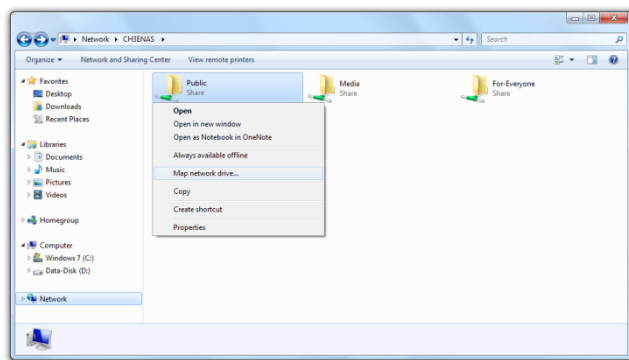 Network
CH3ENAS
Search
Organize
Network and Sharing Center
View remote printers
Favorites
Desktop
Downloads
Recent Places
Libraries
Documents
Music
Pictures
Videos
Homegroup
Computer
Windows 7 (C:)
Data-Disk (D:)
Network
Public
Share
Media
Share
For-Everyone
Share
Open
Open in new window
Open as Notebook in OneNote
Always available offline
Map network drive...
Copy
Create shortcut
Properties